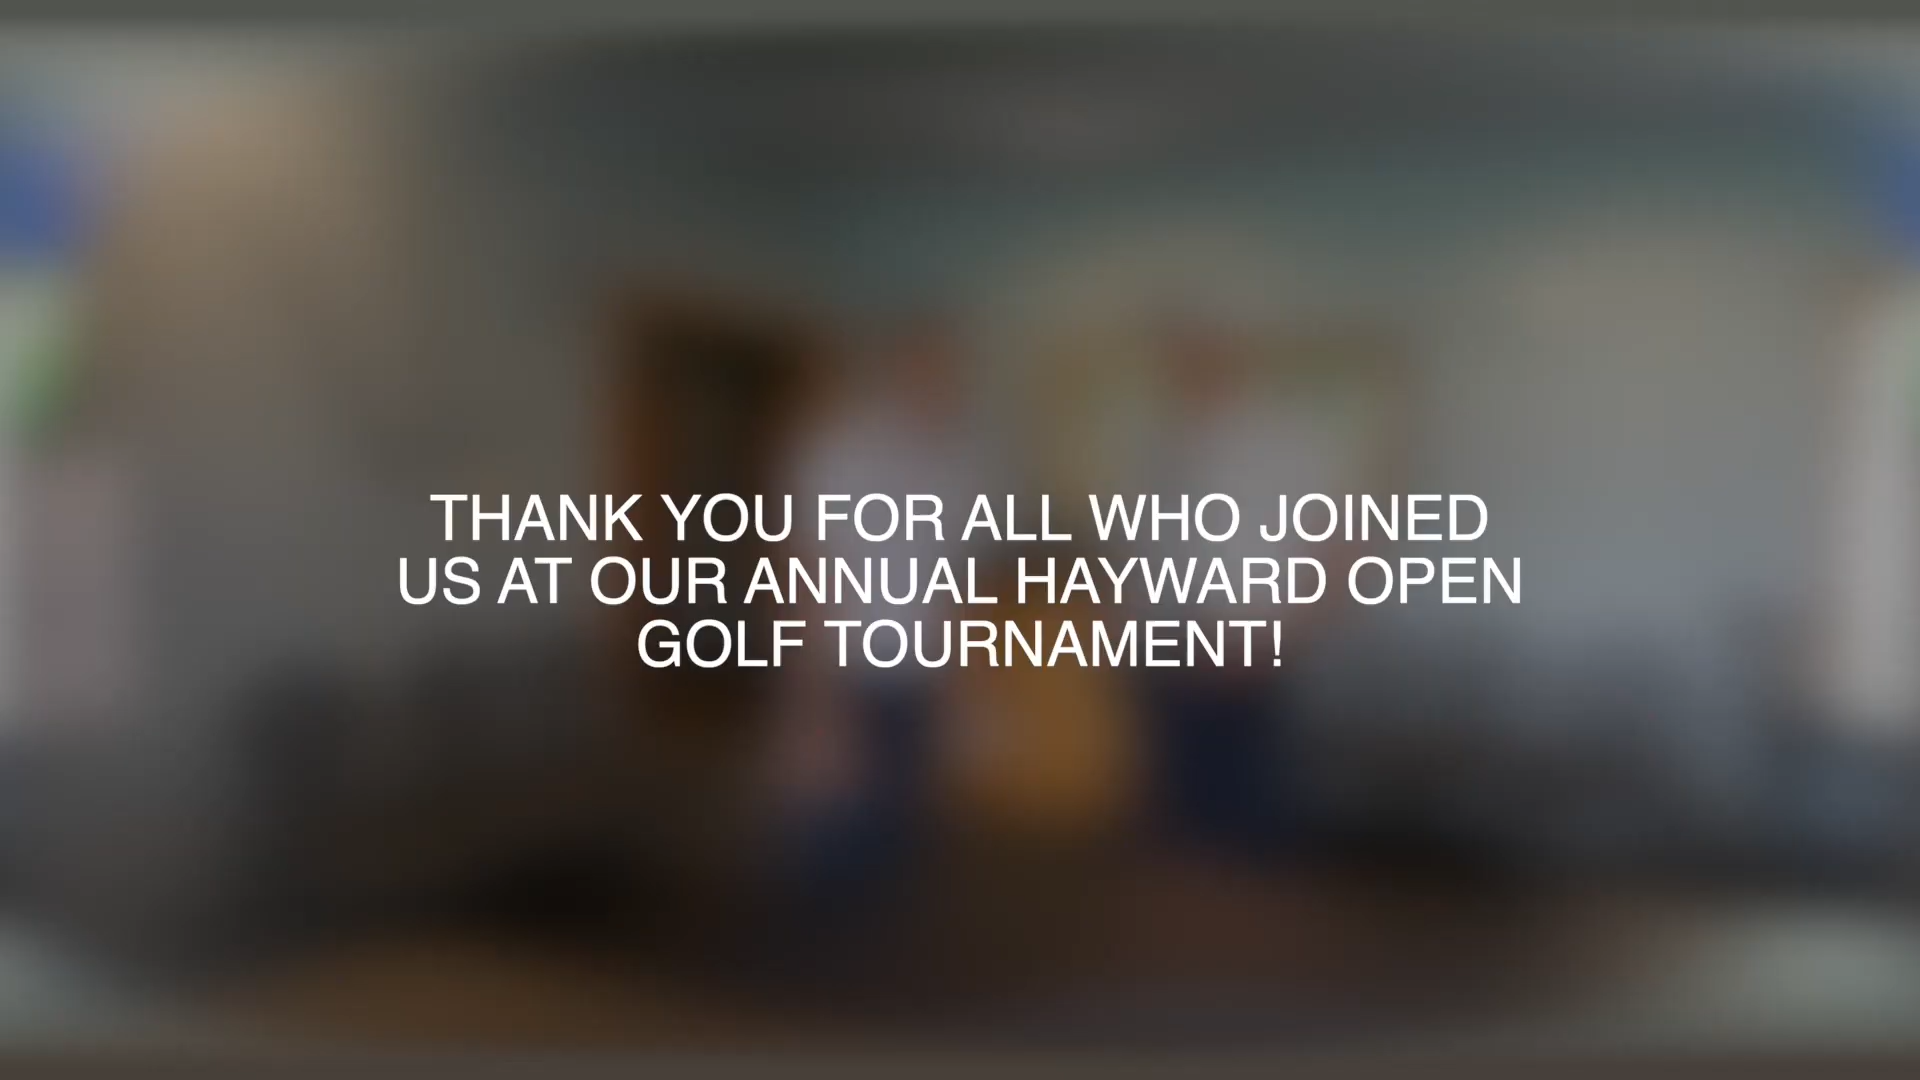 THANK YOU FOR ALL WHO JOINED
US AT OUR ANNUAL HAYWARD OPEN
GOLF TOURNAMENT!